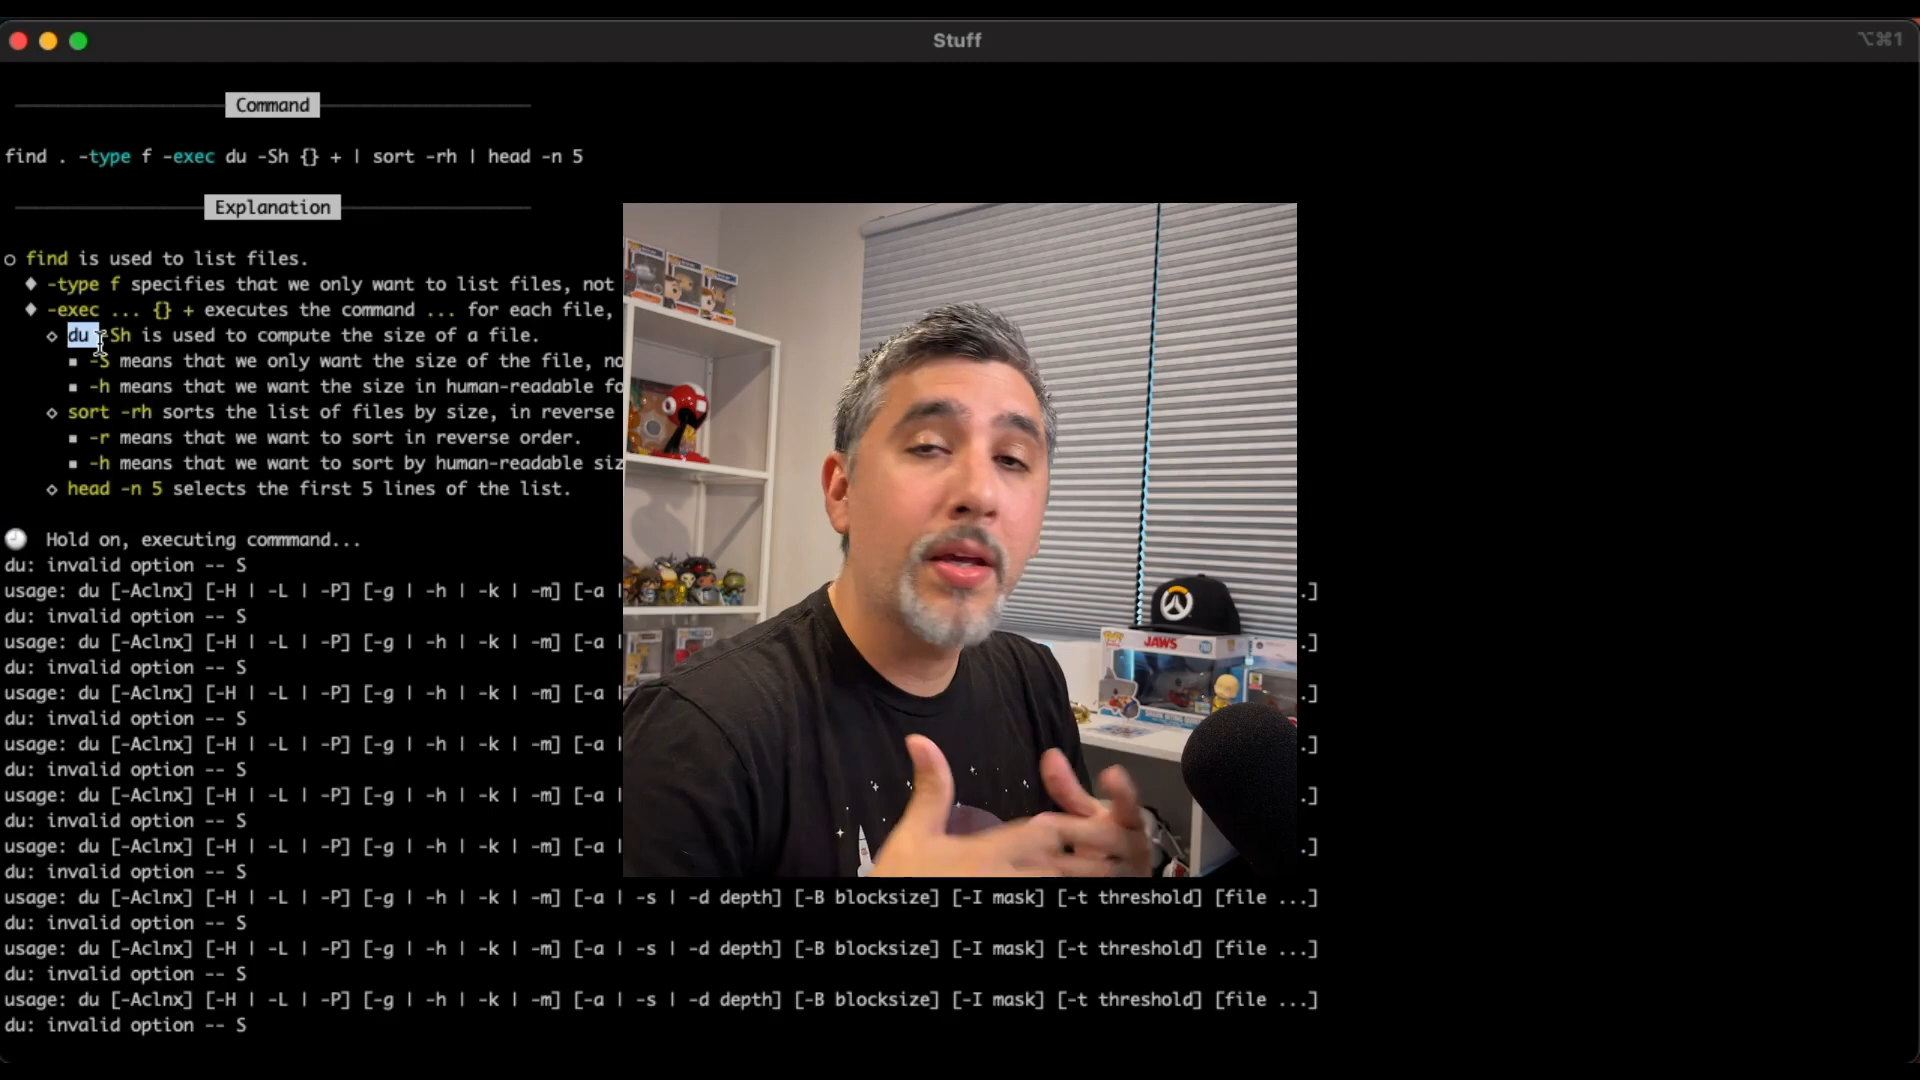 Stuff
⌥⌘1
Command
find . -type f -exec du -Sh {} + | sort -rh | head -n 5
Explanation
find is used to list files.
-type f specifies that we only want to list files, not
-exec ... {} + executes the command ... for each file,
du -Sh is used to compute the size of a file.
-S means that we only want the size of the file, no
-h means that we want the size in human-readable fo
sort -rh sorts the list of files by size, in reverse
-r means that we want to sort in reverse order.
-h means that we want to sort by human-readable siz
head -n 5 selects the first 5 lines of the list.
Hold on, executing commmand...
du: invalid option -- S
usage: du [-Aclnx] [-H | -L | -P] [-g | -h | -k | -m] [-a | .]
du: invalid option -- S
usage: du [-Aclnx] [-H | -L | -P] [-g | -h | -k | -m] [-a | .]
du: invalid option -- S
usage: du [-Aclnx] [-H | -L | -P] [-g | -h | -k | -m] [-a | .]
du: invalid option -- S
usage: du [-Aclnx] [-H | -L | -P] [-g | -h | -k | -m] [-a | .]
du: invalid option -- S
usage: du [-Aclnx] [-H | -L | -P] [-g | -h | -k | -m] [-a | .]
du: invalid option -- S
usage: du [-Aclnx] [-H | -L | -P] [-g | -h | -k | -m] [-a | .]
du: invalid option -- S
usage: du [-Aclnx] [-H | -L | -P] [-g | -h | -k | -m] [-a | -s | -d depth] [-B blocksize] [-I mask] [-t threshold] [file ...]
du: invalid option -- S
usage: du [-Aclnx] [-H | -L | -P] [-g | -h | -k | -m] [-a | -s | -d depth] [-B blocksize] [-I mask] [-t threshold] [file ...]
du: invalid option -- S
usage: du [-Aclnx] [-H | -L | -P] [-g | -h | -k | -m] [-a | -s | -d depth] [-B blocksize] [-I mask] [-t threshold] [file ...]
du: invalid option -- S
JAWS